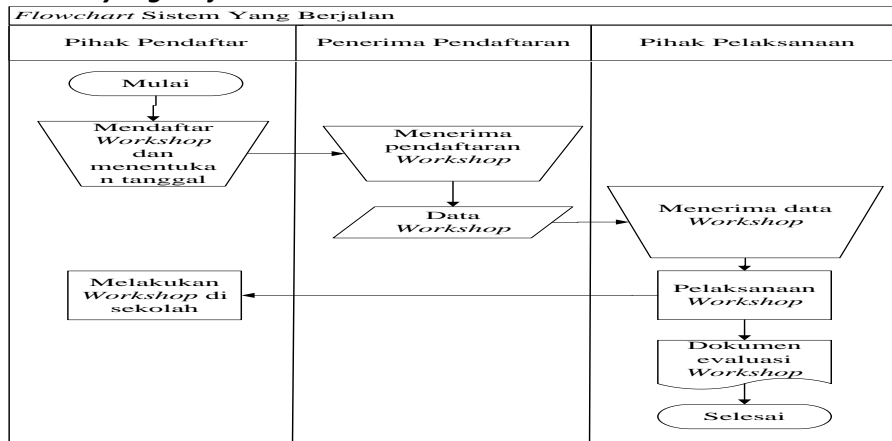 Flowchart Sistem Yang Berjalan
Pihak Pendaftar
Penerima Pendaftaran
Pihak Pelaksanaan
Mulai
Mendaftar
Workshop
dan
menentuka
n tanggal
Menerima
pendaftaran
Workshop
Data
Workshop
Menerima data
Workshop
Melakukan
Workshop di
sekolah
Pelaksanaan
Workshop
Dokumen
evaluasi
Workshop
Selesai